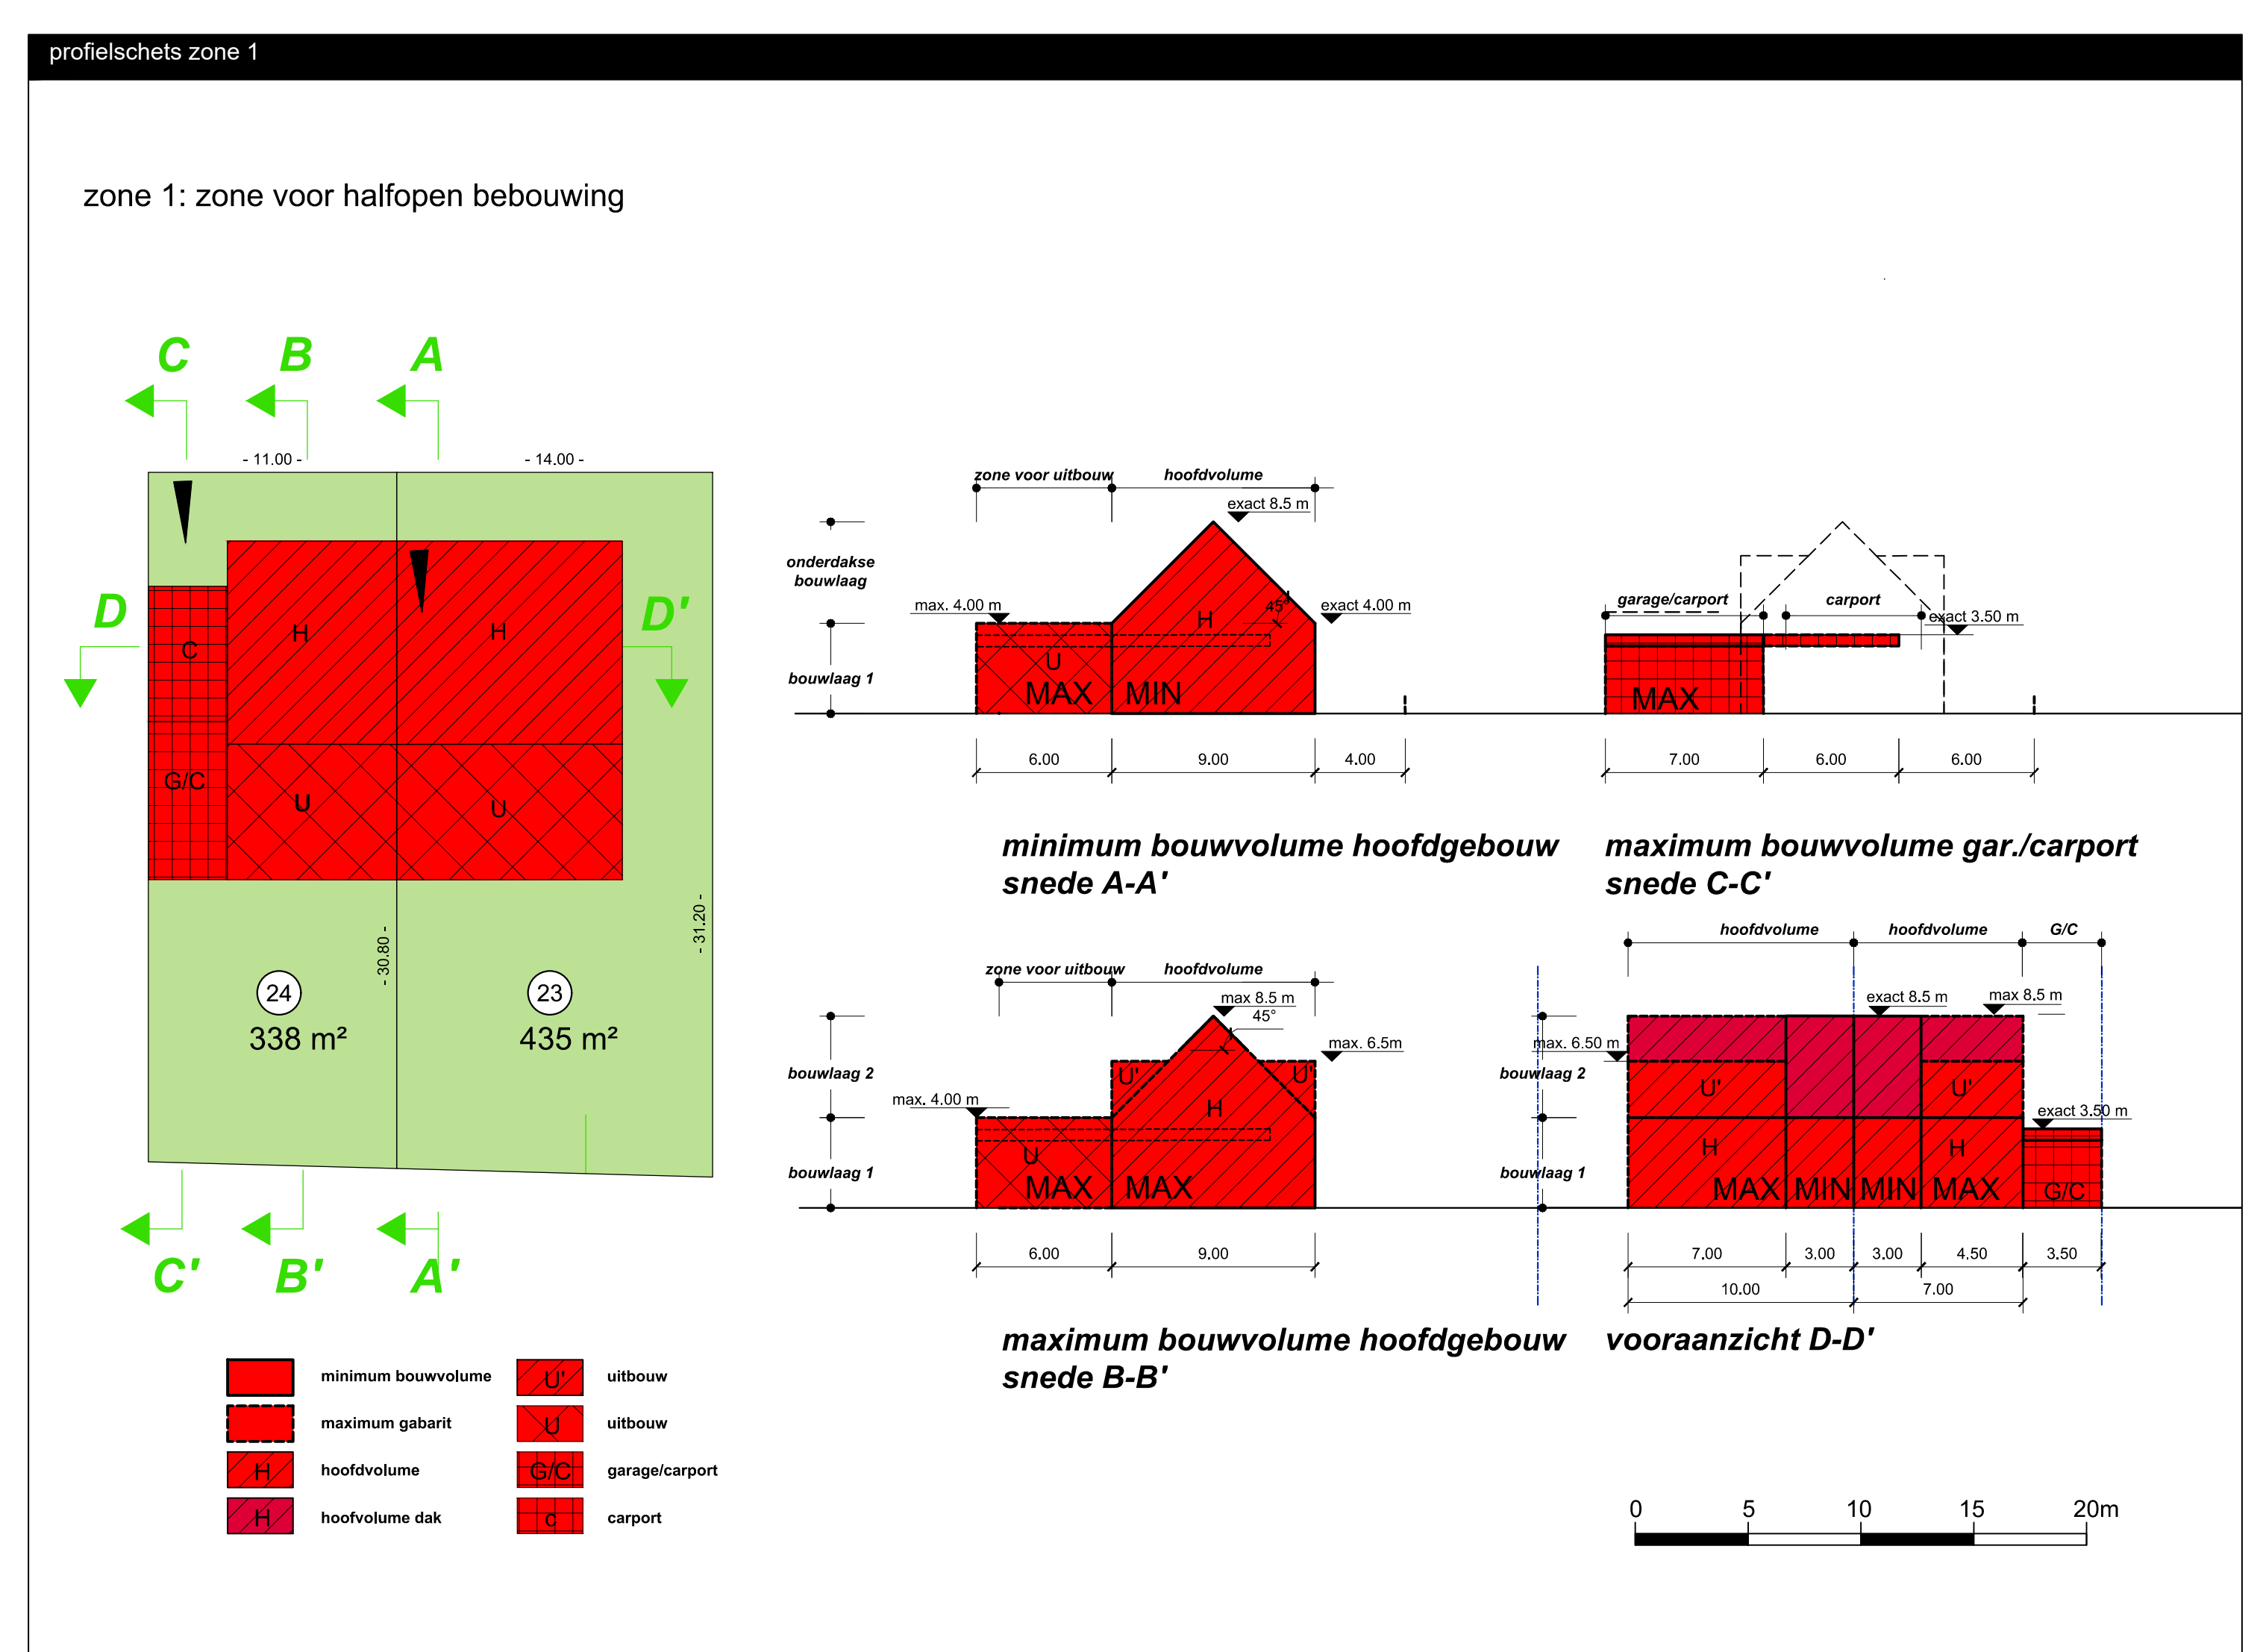 profielschets zone 1
zone 1: zone voor halfopen bebouwing
C
B
A
- 11.00 -
- 14.00 -
D
D'
C
H
H
G/C
U
U
- 30.80 -
- 31.20 -
24
338 m²
23
435 m²
C'
B'
A'
zone voor uitbouw
hoofdvolume
exact 8.5 m
onderdakse
bouwlaag
max. 4.00 m
45°
exact 4.00 m
H
U
bouwlaag 1
MAX
MIN
6.00
9.00
4.00
minimum bouwvolume hoofdgebouw
snede A-A'
garage/carport
carport
exact 3.50 m
MAX
7.00
6.00
6.00
maximum bouwvolume gar./carport
snede C-C'
zone voor uitbouw
hoofdvolume
max 8.5 m
45°
max. 6.5m
bouwlaag 2
U'
U'
max. 4.00 m
H
U
bouwlaag 1
MAX
MAX
6.00
9.00
maximum bouwvolume hoofdgebouw
snede B-B'
hoofdvolume
hoofdvolume
G/C
exact 8.5 m
max 8.5 m
max. 6.50 m
bouwlaag 2
U'
U'
exact 3.50 m
H
H
bouwlaag 1
MAX
MIN
MIN
MAX
G/C
7.00
3.00
3.00
4.50
3.50
10.00
7.00
vooraanzicht D-D'
minimum bouwvolume
U'
uitbouw
maximum gabarit
U
uitbouw
H
hoofdvolume
G/C
garage/carport
H
hoofvolume dak
c
carport
0
5
10
15
20m